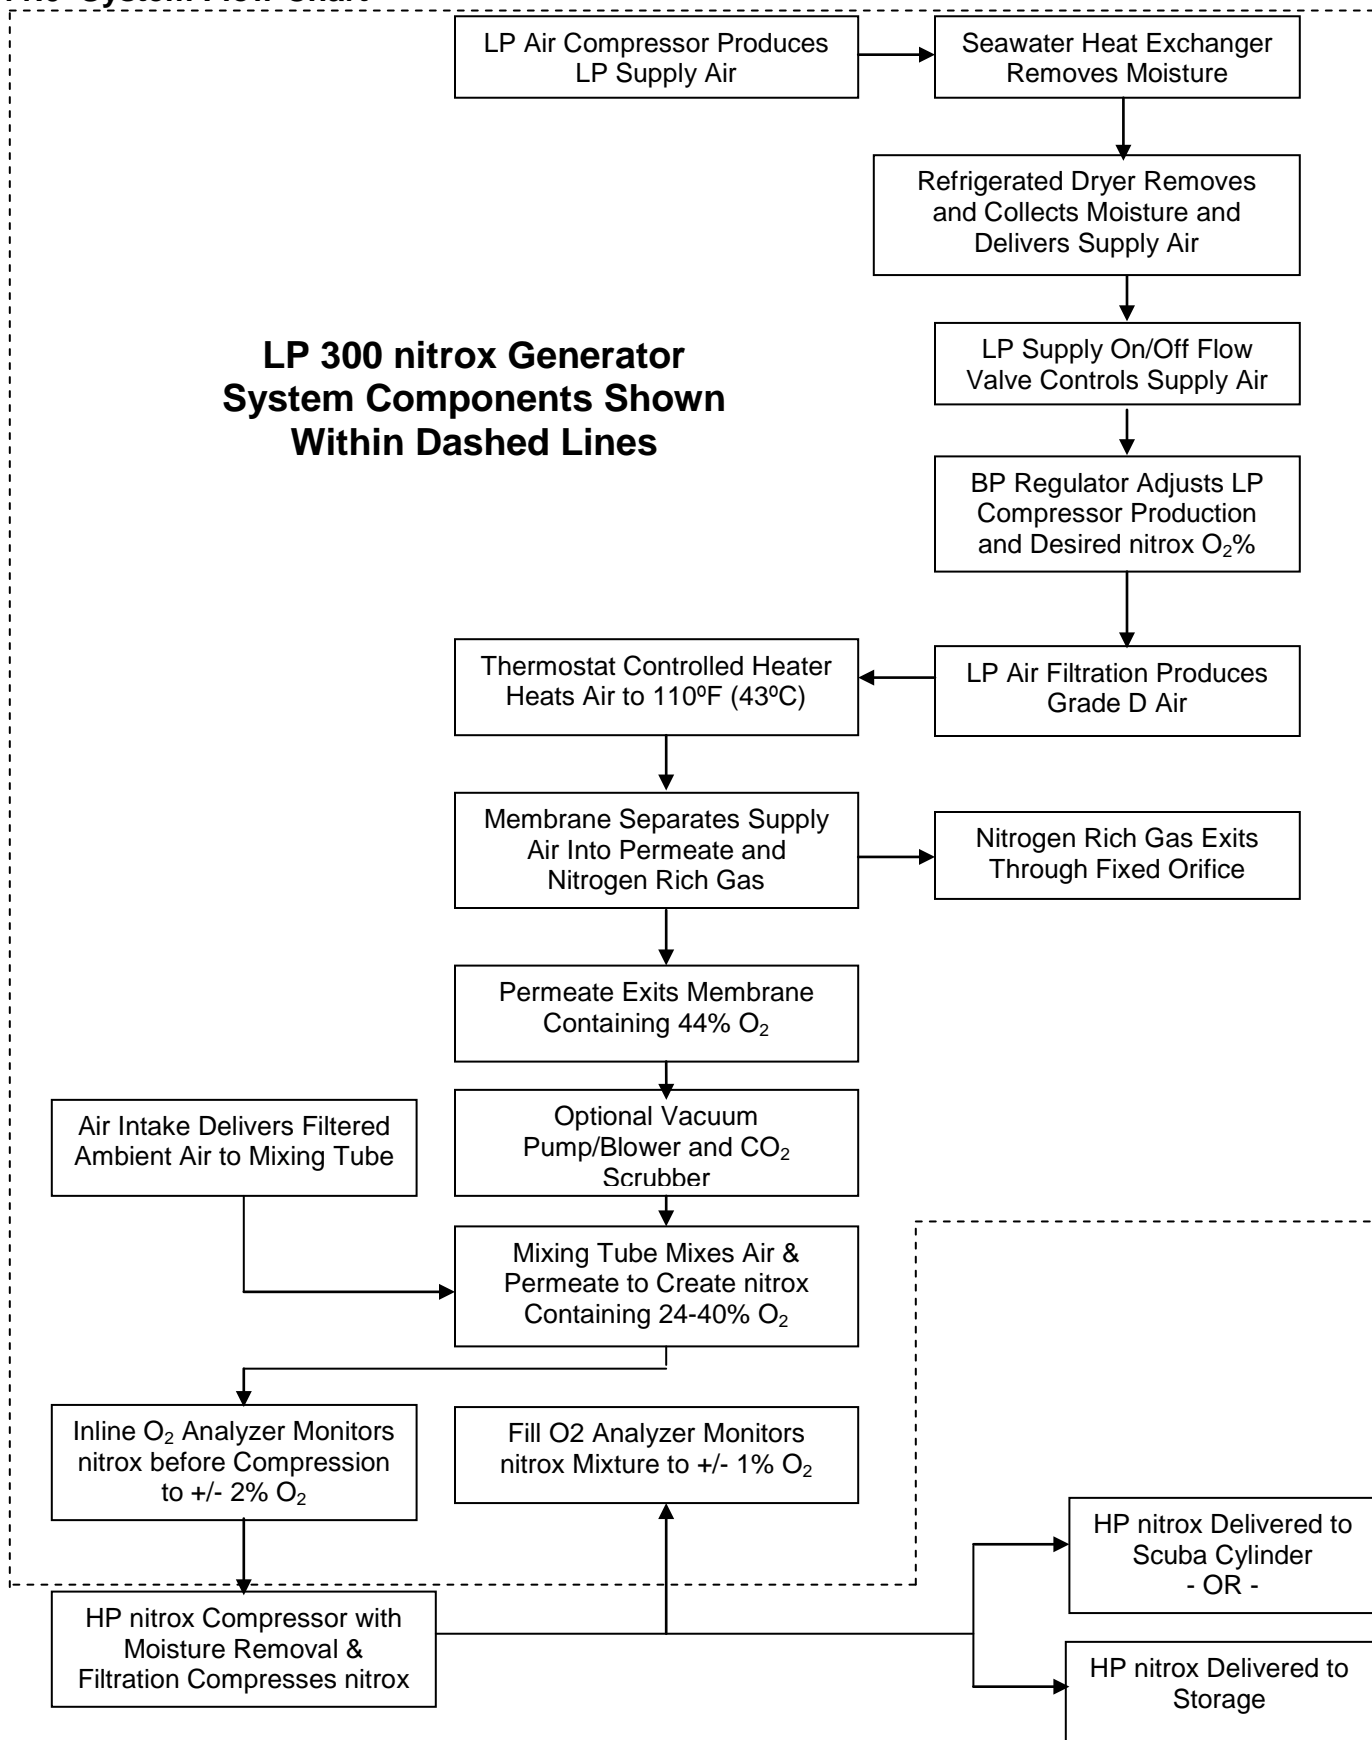 System Flow Chart
LP Air Compressor Produces
LP Supply Air
Seawater Heat Exchanger
Removes Moisture
Refrigerated Dryer Removes
and Collects Moisture and
Delivers Supply Air
LP Supply On/Off Flow
Valve Controls Supply Air
LP 300 nitrox Generator
System Components Shown
Within Dashed Lines
BP Regulator Adjusts LP
Compressor Production
and Desired nitrox O₂%
LP Air Filtration Produces
Grade D Air
Thermostat Controlled Heater
Heats Air to 110ºF (43ºC)
Membrane Separates Supply
Air Into Permeate and
Nitrogen Rich Gas
Nitrogen Rich Gas Exits
Through Fixed Orifice
Permeate Exits Membrane
Containing 44% O₂
Optional Vacuum
Pump/Blower and CO₂
Scrubber
Air Intake Delivers Filtered
Ambient Air to Mixing Tube
Mixing Tube Mixes Air &
Permeate to Create nitrox
Containing 24-40% O₂
Inline O₂ Analyzer Monitors
nitrox before Compression
to +/- 2% O₂
Fill O2 Analyzer Monitors
nitrox Mixture to +/- 1% O₂
HP nitrox Compressor with
Moisture Removal &
Filtration Compresses nitrox
HP nitrox Delivered to
Scuba Cylinder
- OR -
HP nitrox Delivered to
Storage